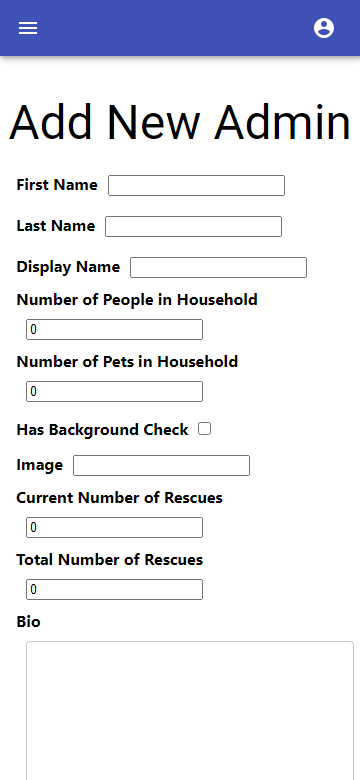 Add New Admin
First Name
Last Name
Display Name
Number of People in Household
0
Number of Pets in Household
0
Has Background Check
Image
Current Number of Rescues
0
Total Number of Rescues
0
Bio